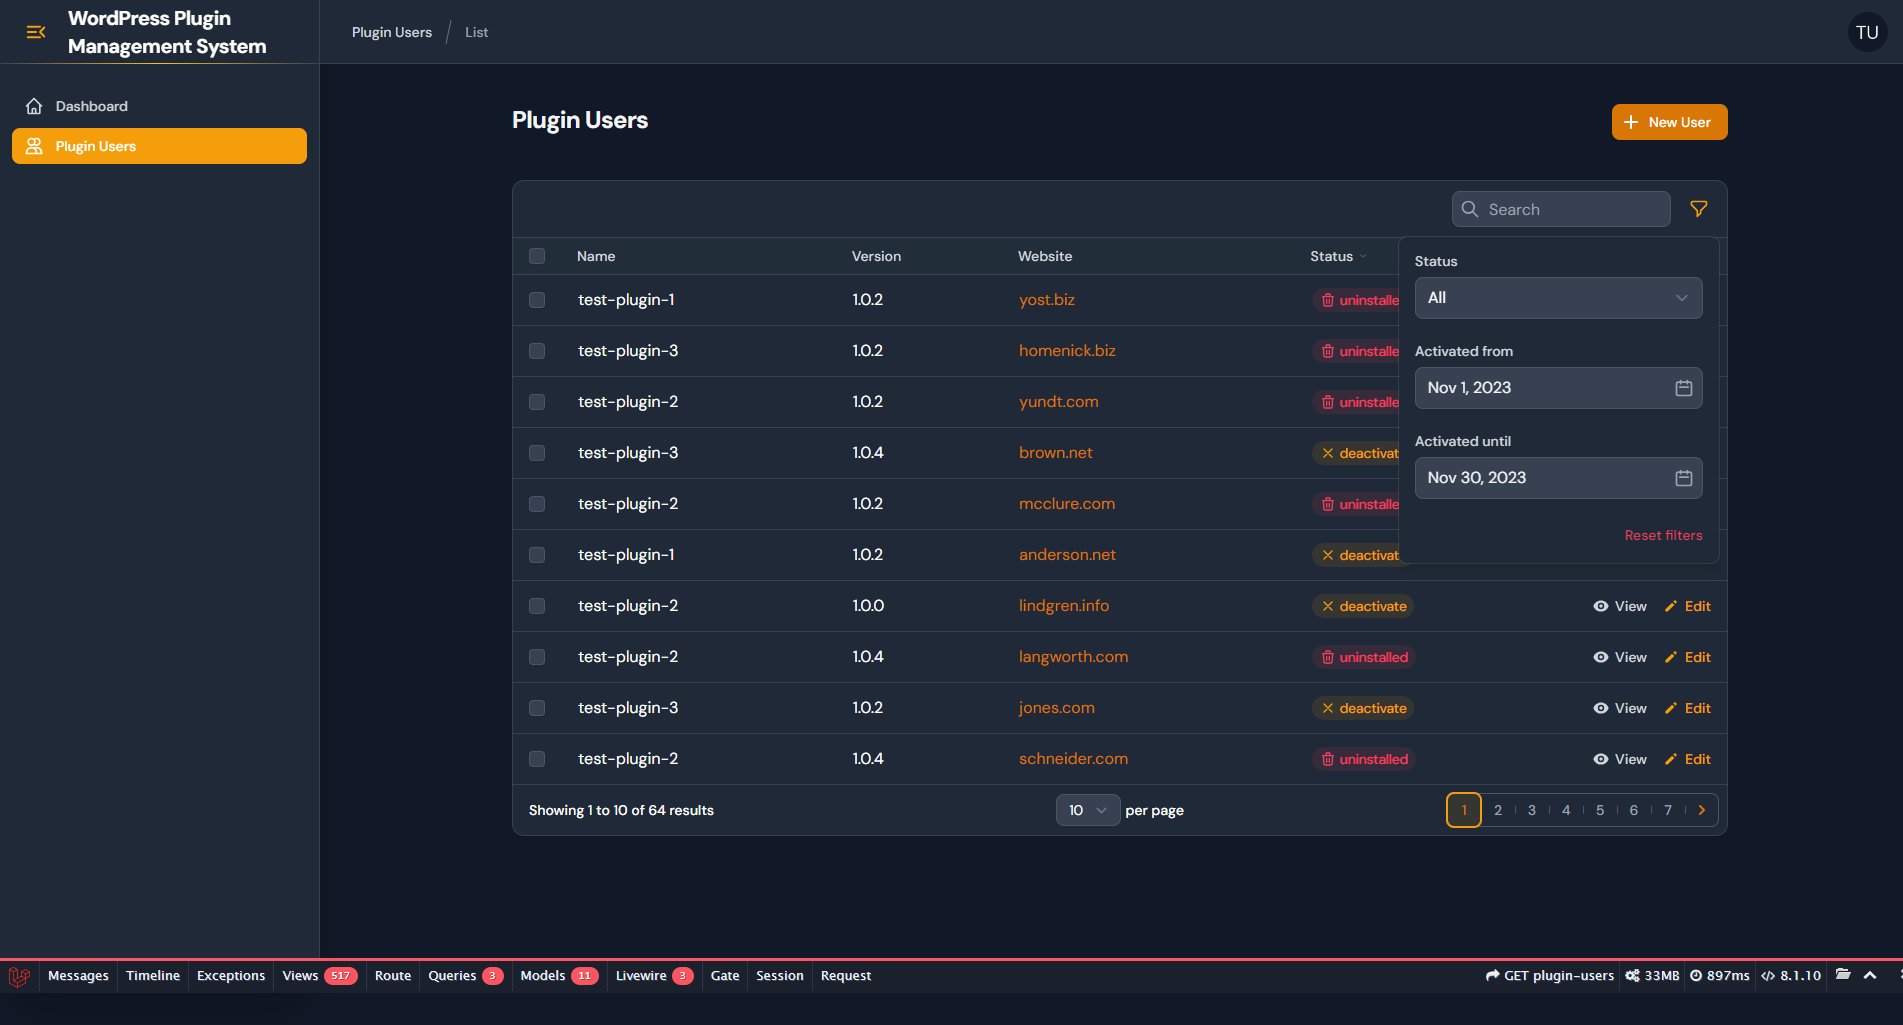 WordPress Plugin
Management System
Plugin Users / List
TU
Dashboard
Plugin Users
Plugin Users
New User
Search
Name Version Website Status
test-plugin-1 1.0.2 yost.biz uninstalle
test-plugin-3 1.0.2 homenick.biz uninstalle
test-plugin-2 1.0.2 yundt.com uninstalle
test-plugin-3 1.0.4 brown.net deactivat
test-plugin-2 1.0.2 mcclure.com uninstalle
test-plugin-1 1.0.2 anderson.net deactivat
test-plugin-2 1.0.0 lindgren.info deactivate View Edit
test-plugin-2 1.0.4 langworth.com uninstalled View Edit
test-plugin-3 1.0.2 jones.com deactivate View Edit
test-plugin-2 1.0.4 schneider.com uninstalled View Edit
Status
All
Activated from
Nov 1, 2023
Activated until
Nov 30, 2023
Reset filters
Showing 1 to 10 of 64 results 10 per page 1 2 3 4 5 6 7
Messages Timeline Exceptions Views 517 Route Queries 3 Models 11 Livewire 3 Gate Session Request GET plugin-users 33MB 897ms 8.1.10